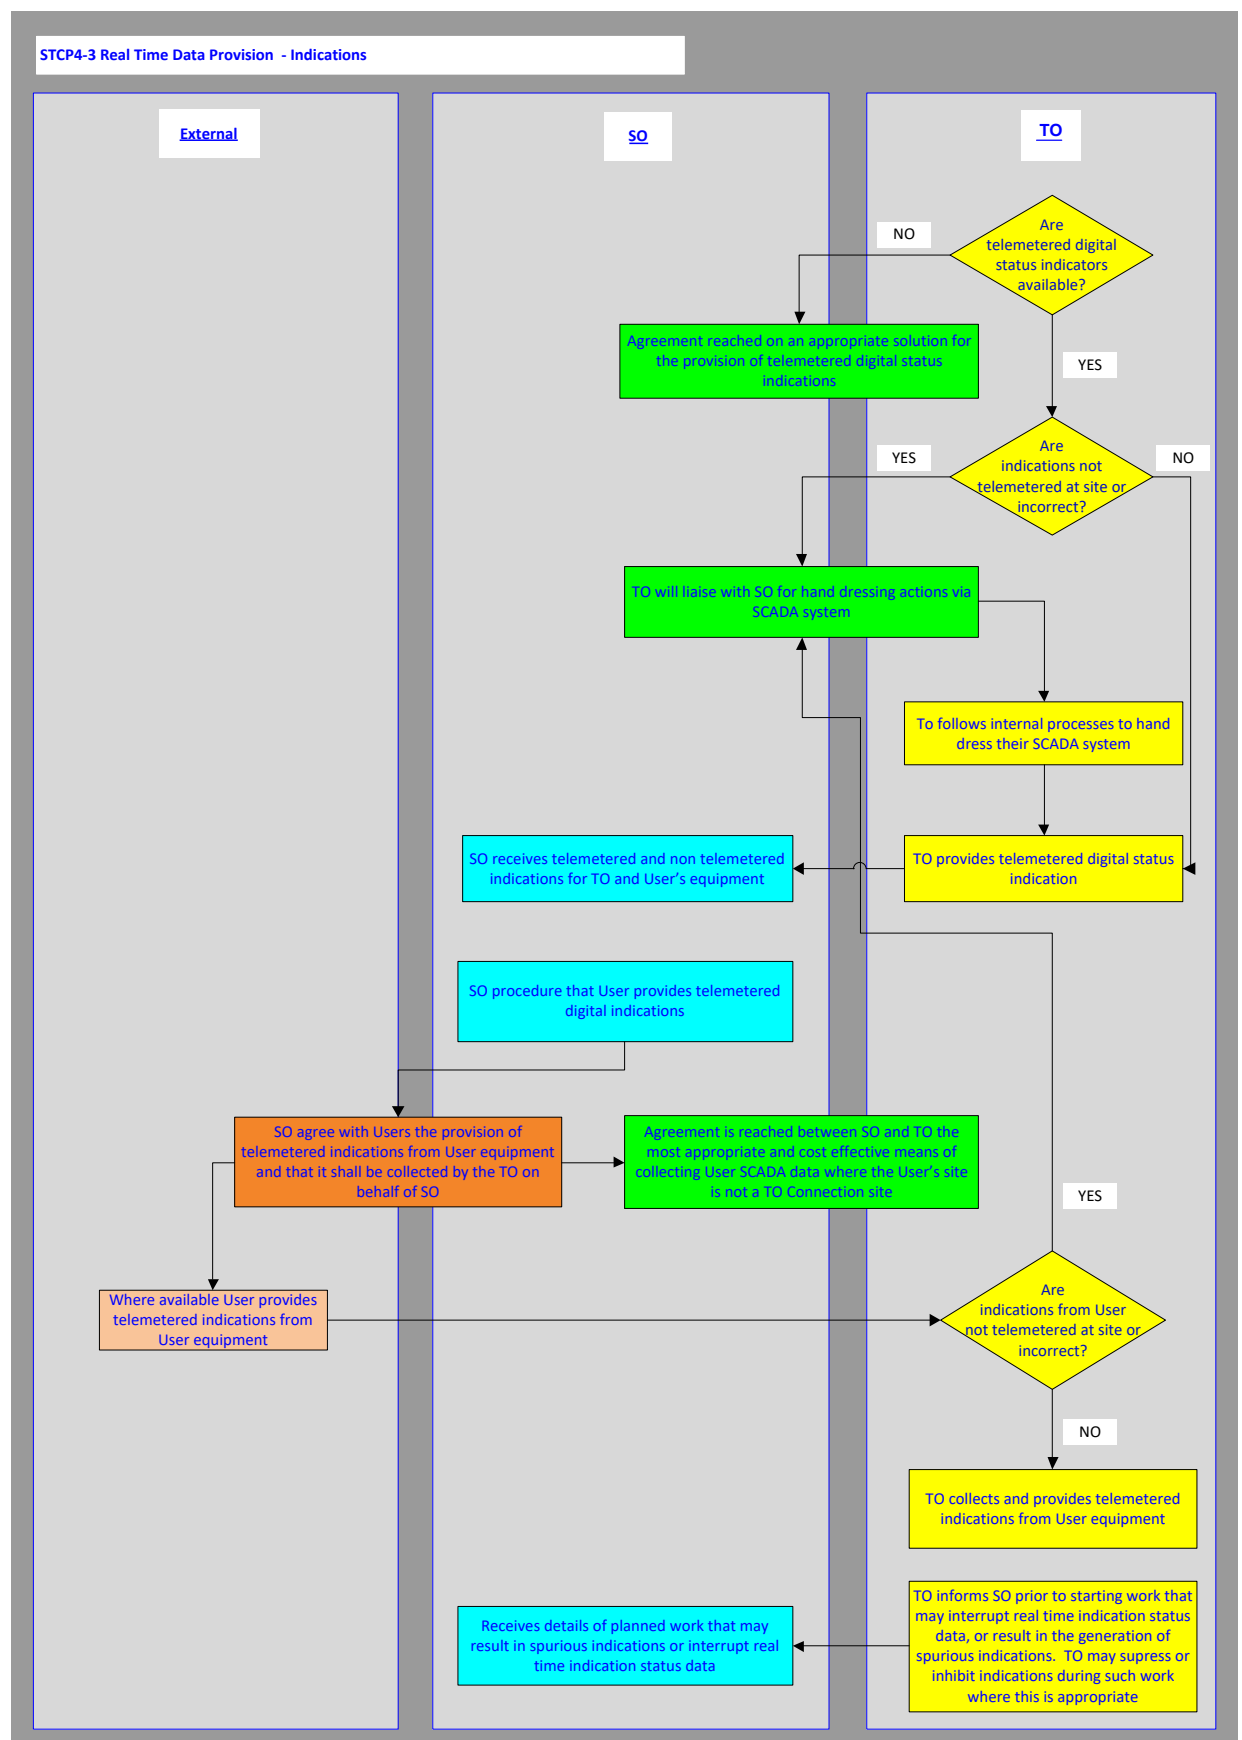 STCP4-3 Real Time Data Provision  - Indications
External
SO
TO
Are
telemetered digital
status indicators
available?
NO
Agreement reached on an appropriate solution for
the provision of telemetered digital status
indications
YES
Are
indications not
telemetered at site or
incorrect?
YES
NO
TO will liaise with SO for hand dressing actions via
SCADA system
To follows internal processes to hand
dress their SCADA system
SO receives telemetered and non telemetered
indications for TO and User's equipment
TO provides telemetered digital status
indication
SO procedure that User provides telemetered
digital indications
SO agree with Users the provision of
telemetered indications from User equipment
and that it shall be collected by the TO on
behalf of SO
Agreement is reached between SO and TO the
most appropriate and cost effective means of
collecting User SCADA data where the User's site
is not a TO Connection site
YES
Where available User provides
telemetered indications from
User equipment
Are
indications from User
not telemetered at site or
incorrect?
NO
TO collects and provides telemetered
indications from User equipment
Receives details of planned work that may
result in spurious indications or interrupt real
time indication status data
TO informs SO prior to starting work that
may interrupt real time indication status
data, or result in the generation of
spurious indications.  TO may supress or
inhibit indications during such work
where this is appropriate